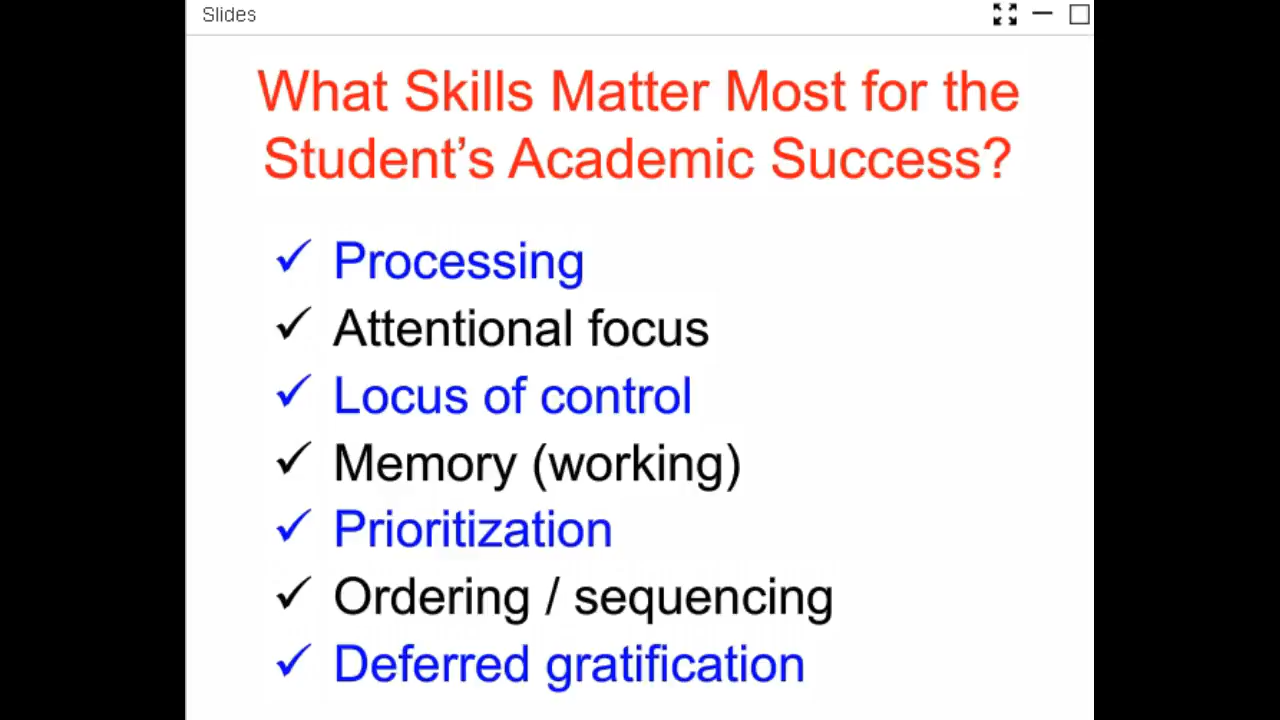 Slides
What Skills Matter Most for the
Student’s Academic Success?
✓ Processing
✓ Attentional focus
✓ Locus of control
✓ Memory (working)
✓ Prioritization
✓ Ordering / sequencing
✓ Deferred gratification